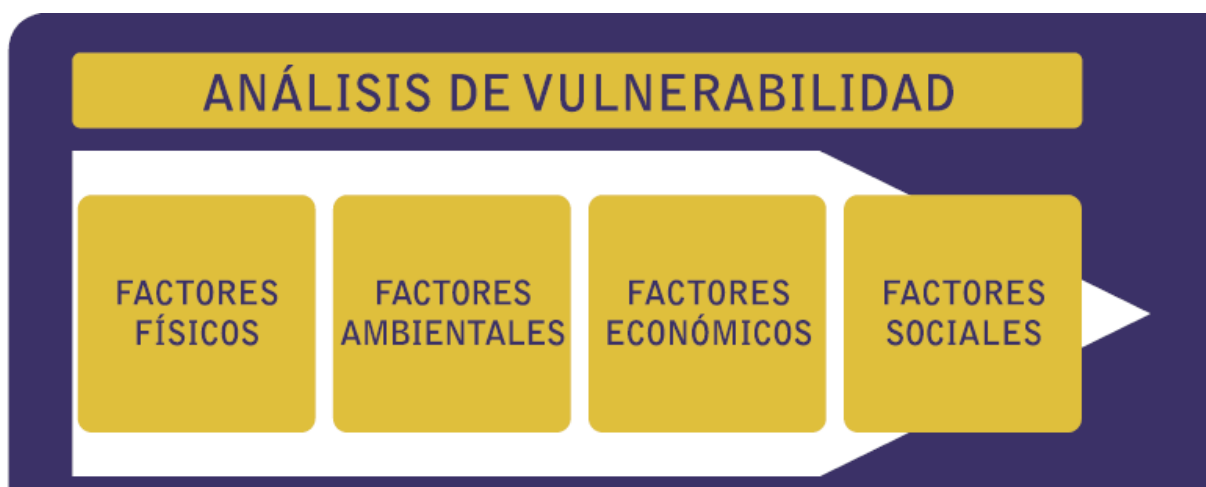 ANÁLISIS DE VULNERABILIDAD
FACTORES
FÍSICOS
FACTORES
AMBIENTALES
FACTORES
ECONÓMICOS
FACTORES
SOCIALES